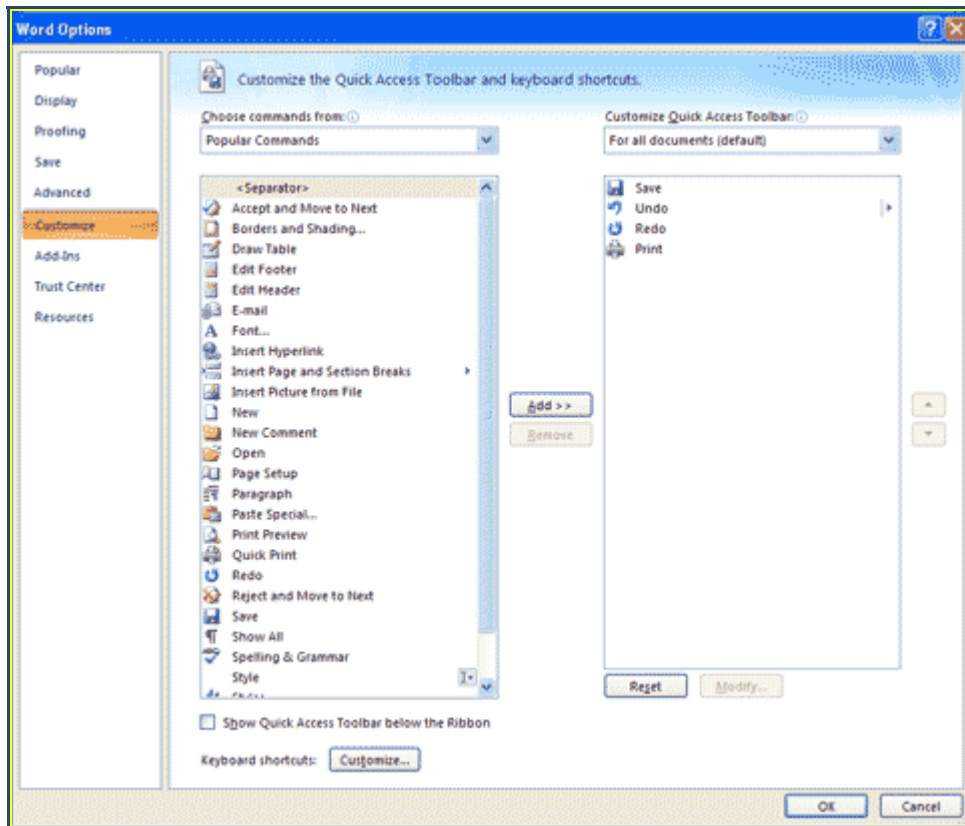 Word Options
Popular
Display
Proofing
Save
Advanced
Customize
Add-Ins
Trust Center
Resources
Customize the Quick Access Toolbar and keyboard shortcuts.
Choose commands from:
Popular Commands
<Separator>
Accept and Move to Next
Borders and Shading...
Draw Table
Edit Footer
Edit Header
E-mail
Font...
Insert Hyperlink
Insert Page and Section Breaks
Insert Picture from File
New
New Comment
Open
Page Setup
Paragraph
Paste Special...
Print Preview
Quick Print
Redo
Reject and Move to Next
Save
Show All
Spelling & Grammar
Style
Add >>
Remove
Customize Quick Access Toolbar:
For all documents (default)
Save
Undo
Redo
Print
Reset
Modify...
Show Quick Access Toolbar below the Ribbon
Keyboard shortcuts: Customize...
OK
Cancel